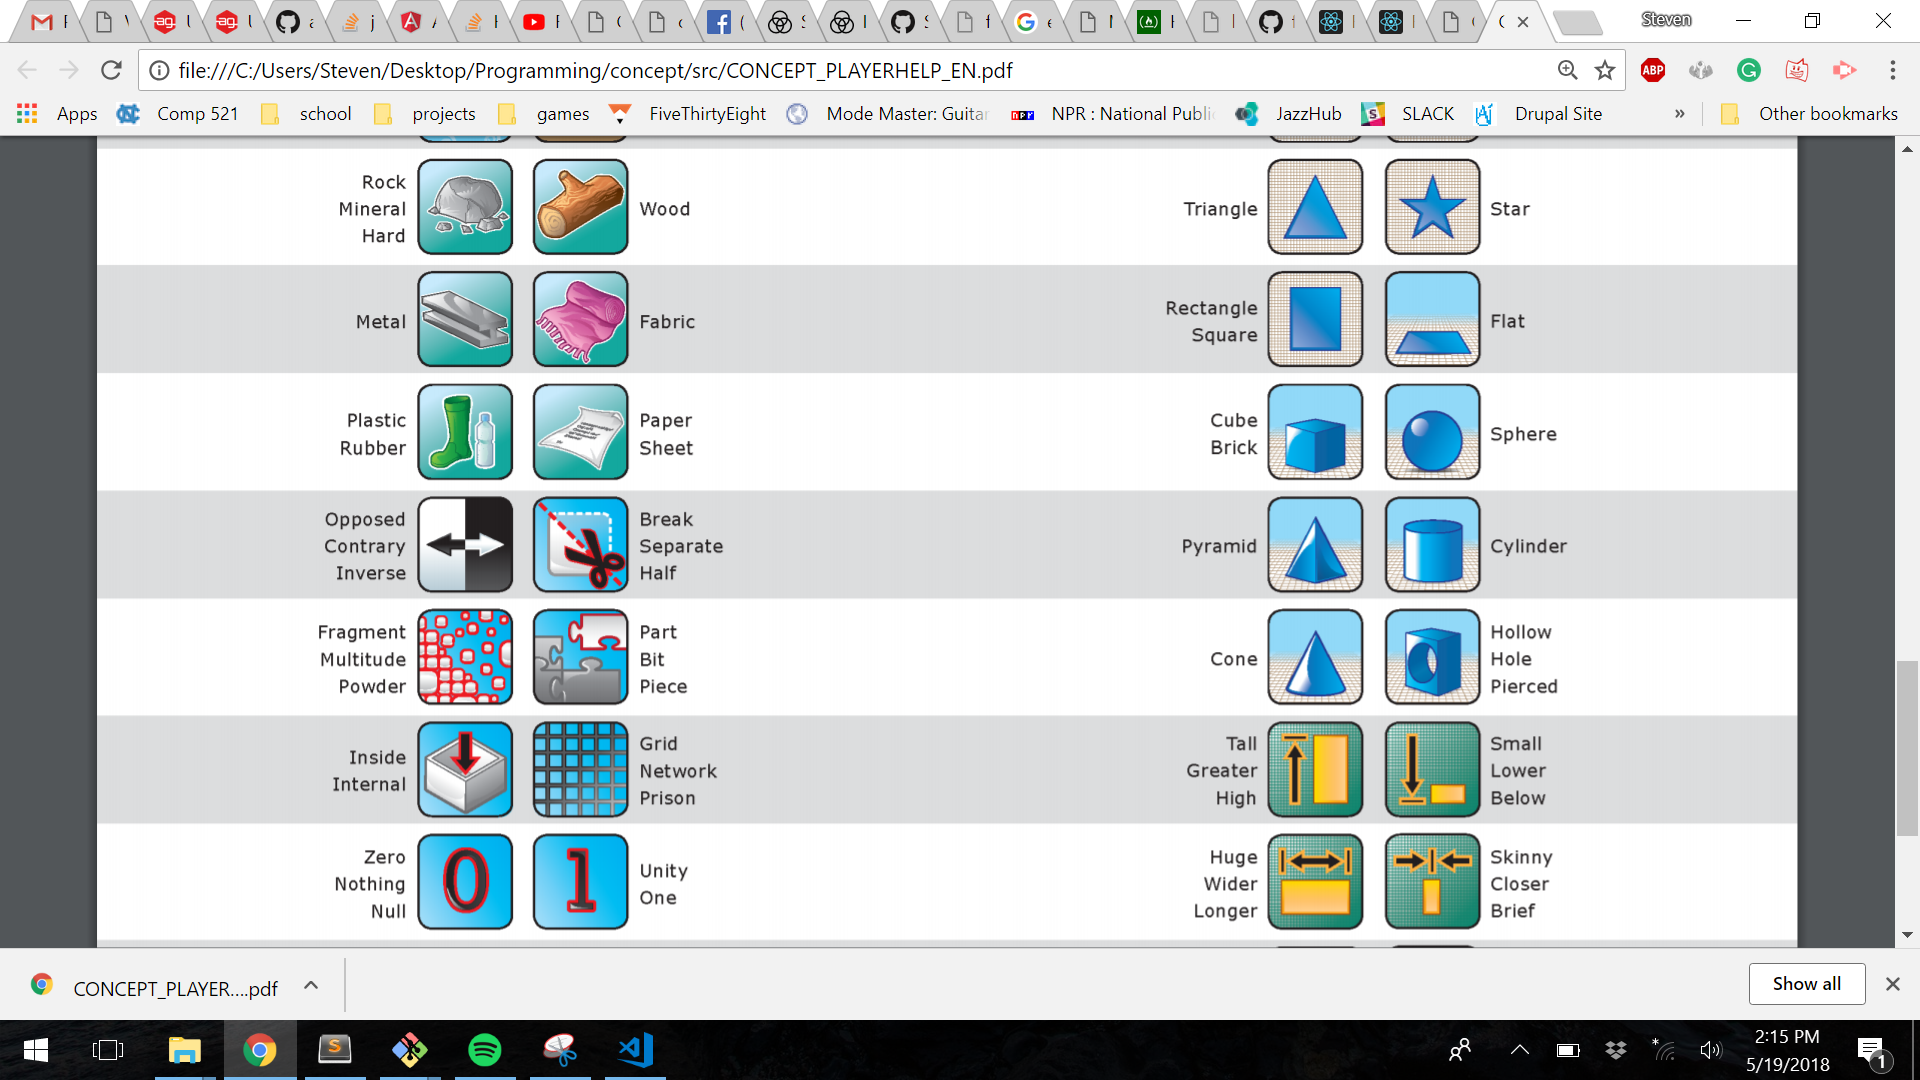 Steven
file:///C:/Users/Steven/Desktop/Programming/concept/src/CONCEPT_PLAYERHELP_EN.pdf
ABP
Apps
Comp 521
school
projects
games
FiveThirtyEight
Mode Master: Guitar
NPR : National Public
JazzHub
SLACK
Drupal Site
»
Other bookmarks
Rock
Mineral
Hard
Wood
Triangle
Star
Metal
Fabric
Rectangle
Square
Flat
Plastic
Rubber
Paper
Sheet
Cube
Brick
Sphere
Opposed
Contrary
Inverse
Break
Separate
Half
Pyramid
Cylinder
Fragment
Multitude
Powder
Part
Bit
Piece
Cone
Hollow
Hole
Pierced
Inside
Internal
Grid
Network
Prison
Tall
Greater
High
Small
Lower
Below
Zero
Nothing
Null
0
1
Unity
One
Huge
Wider
Longer
Skinny
Closer
Brief
CONCEPT_PLAYER....pdf
Show all
2:15 PM
5/19/2018
1